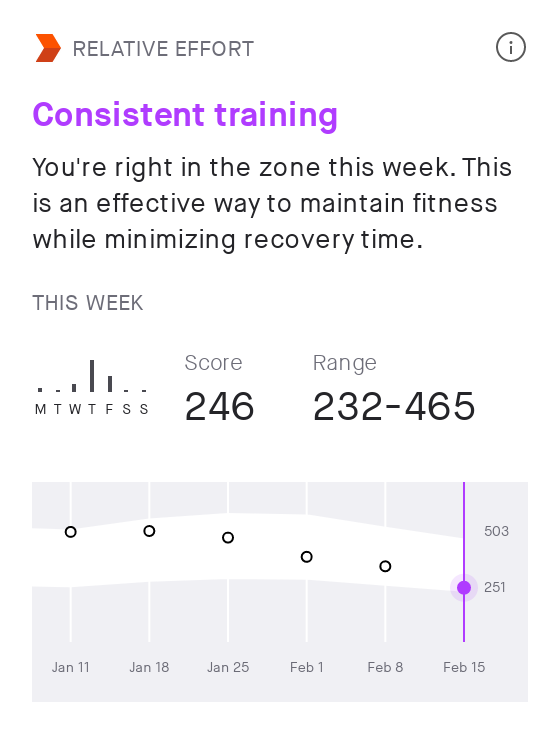 RELATIVE EFFORT
Consistent training
You're right in the zone this week. This
is an effective way to maintain fitness
while minimizing recovery time.
THIS WEEK
Score
Range
M T W T F S S
246
232-465
503
251
Jan 11
Jan 18
Jan 25
Feb 1
Feb 8
Feb 15